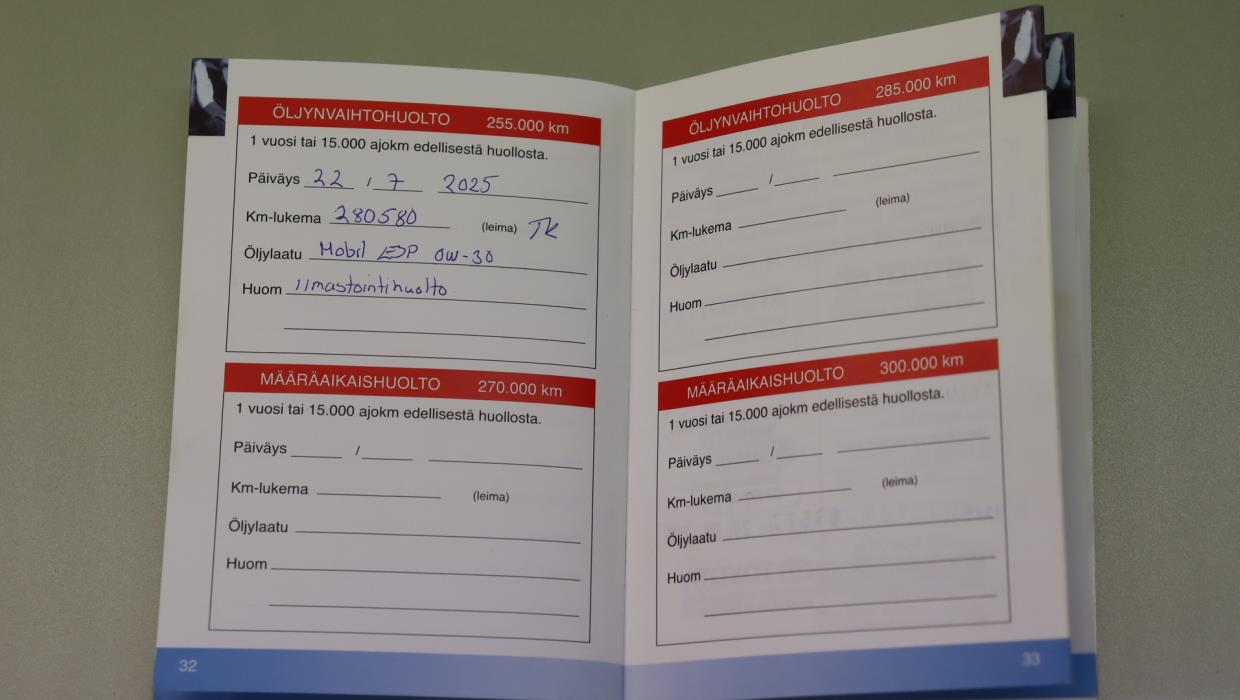 ÖLJYNVAIHTOHUOLTO 255.000 km
1 vuosi tai 15.000 ajokm edellisestä huollosta.
Päiväys 22 / 7 2025
Km-lukema 280580 (leima) TK
Öljylaatu Mobil ESP 0W-30
Huom Ilmastointihuolto
MÄÄRÄAIKAISHUOLTO 270.000 km
1 vuosi tai 15.000 ajokm edellisestä huollosta.
Päiväys /
Km-lukema (leima)
Öljylaatu
Huom
32
ÖLJYNVAIHTOHUOLTO 285.000 km
1 vuosi tai 15.000 ajokm edellisestä huollosta.
Päiväys /
Km-lukema (leima)
Öljylaatu
Huom
MÄÄRÄAIKAISHUOLTO 300.000 km
1 vuosi tai 15.000 ajokm edellisestä huollosta.
Päiväys /
Km-lukema (leima)
Öljylaatu
Huom
33